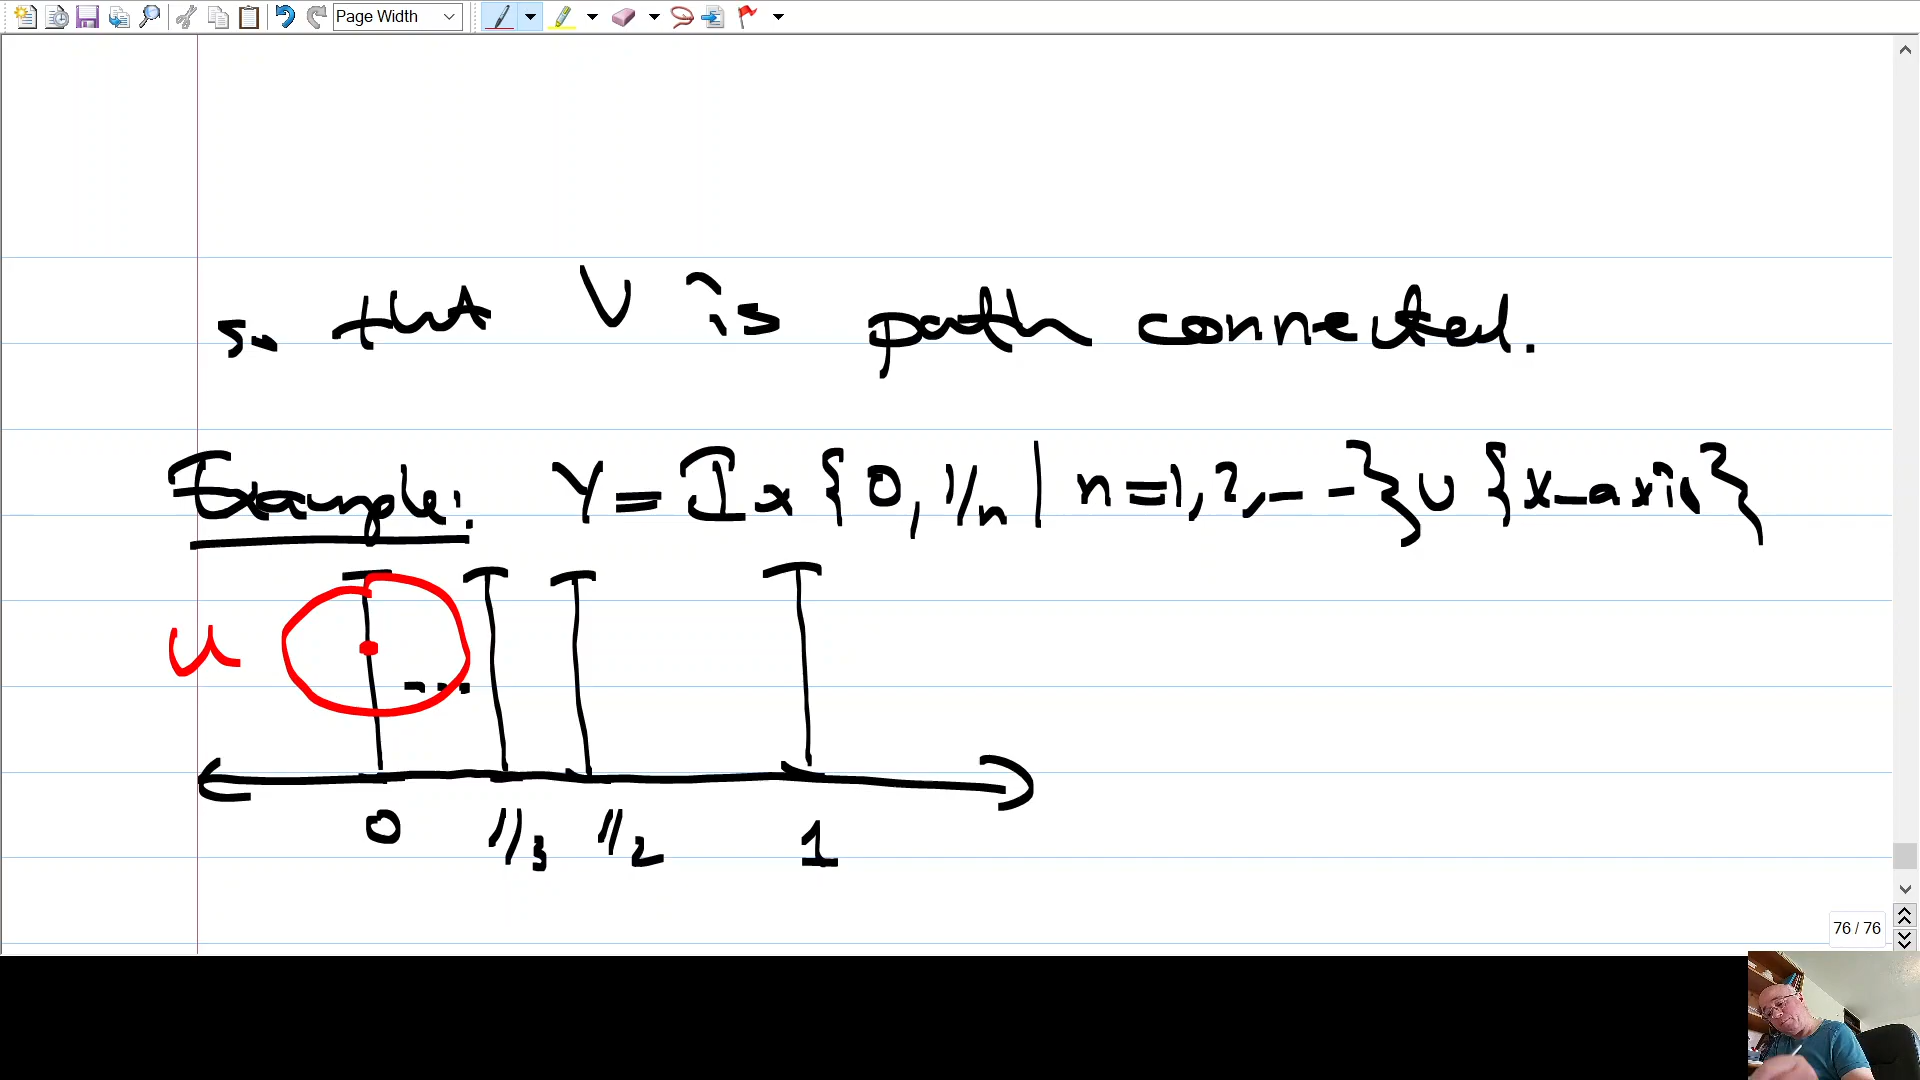 Page Width
so that V is path connected.
Example: Y = I x { 0, 1/n | n=1,2,-- } ∪ {x-axis}
U
...
0 1/3 1/2 1
76 / 76